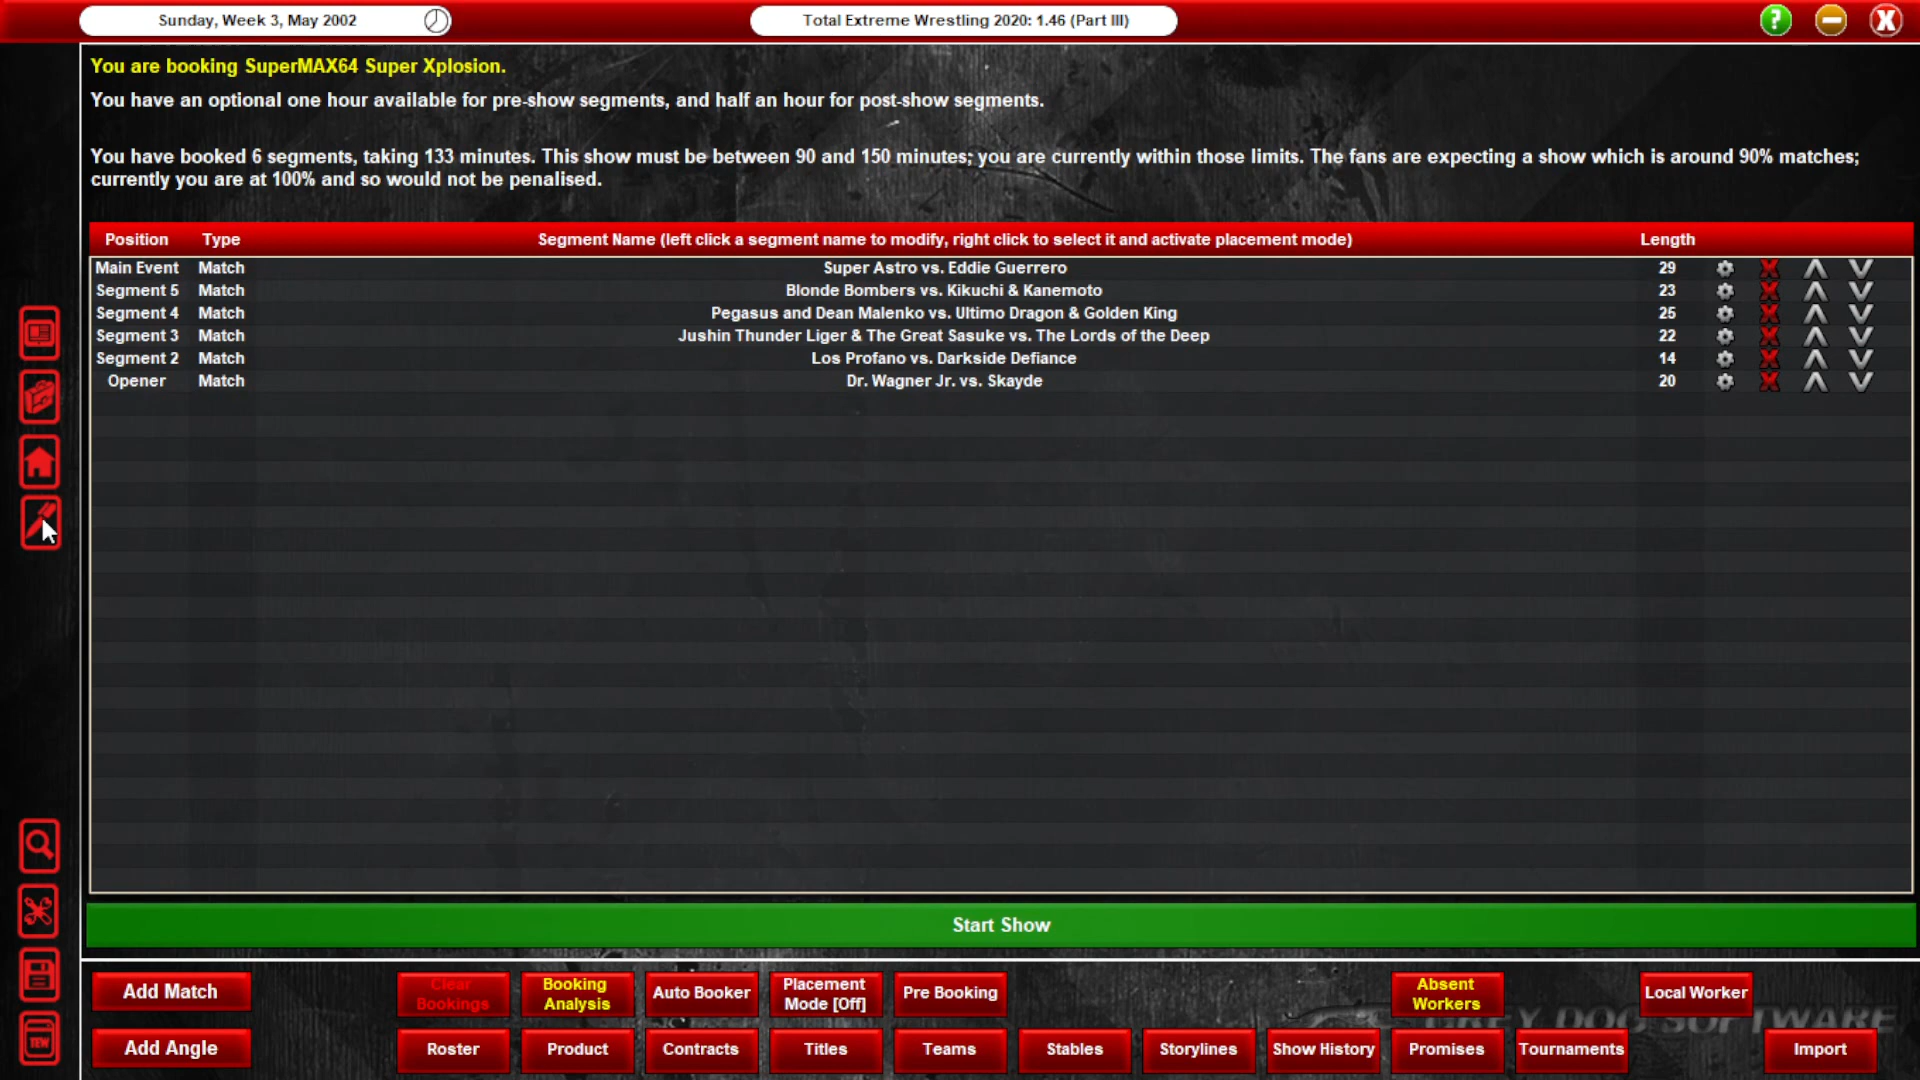 Sunday, Week 3, May 2002
Total Extreme Wrestling 2020: 1.46 (Part III)
?
X
You are booking SuperMAX64 Super Xplosion.
You have an optional one hour available for pre-show segments, and half an hour for post-show segments.
You have booked 6 segments, taking 133 minutes. This show must be between 90 and 150 minutes; you are currently within those limits. The fans are expecting a show which is around 90% matches;
currently you are at 100% and so would not be penalised.
Position Type Segment Name (left click a segment name to modify, right click to select it and activate placement mode) Length
Main Event Match Super Astro vs. Eddie Guerrero 29
Segment 5 Match Blonde Bombers vs. Kikuchi & Kanemoto 23
Segment 4 Match Pegasus and Dean Malenko vs. Ultimo Dragon & Golden King 25
Segment 3 Match Jushin Thunder Liger & The Great Sasuke vs. The Lords of the Deep 22
Segment 2 Match Los Profano vs. Darkside Defiance 14
Opener Match Dr. Wagner Jr. vs. Skayde 20
Start Show
Add Match
Clear
Bookings
Booking
Analysis
Auto Booker
Placement
Mode [Off]
Pre Booking
Absent
Workers
Local Worker
GREY DOG SOFTWARE
Add Angle
Roster
Product
Contracts
Titles
Teams
Stables
Storylines
Show History
Promises
Tournaments
Import
TEW